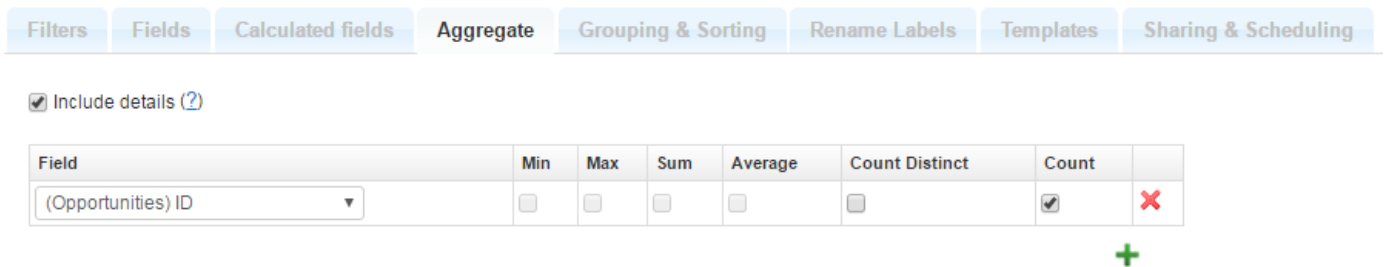 Filters Fields Calculated fields Aggregate Grouping & Sorting Rename Labels Templates Sharing & Scheduling
Include details (?)
Field Min Max Sum Average Count Distinct Count
(Opportunities) ID